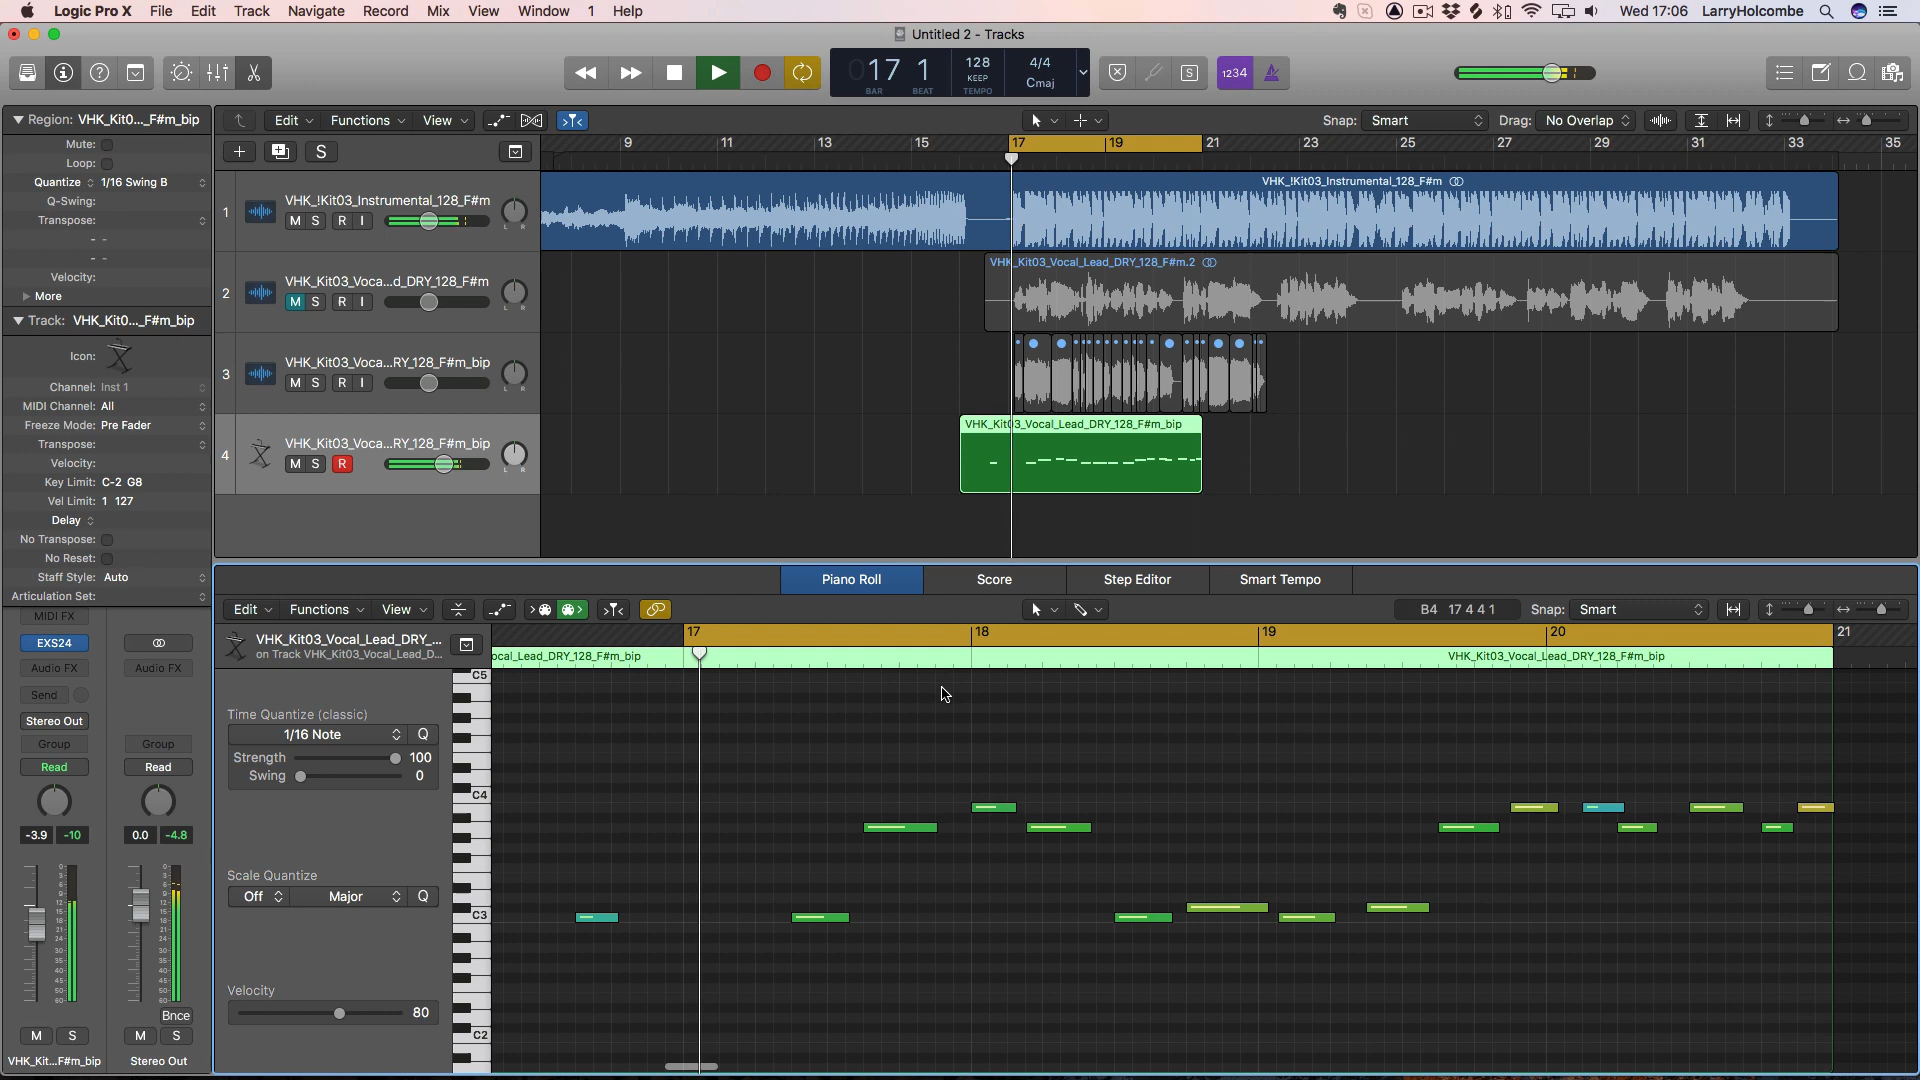 Logic Pro X File Edit Track Navigate Record Mix View Window 1 Help
Wed 17:06 LarryHolcombe
Untitled 2 - Tracks
17 1 128 4/4
KEEP Cmaj
BAR BEAT TEMPO
S 1234
Region: VHK_Kit0..._F#m_bip
Mute:
Loop:
Quantize 1/16 Swing B
Q-Swing:
Transpose:
Velocity:
More
Track: VHK_Kit0..._F#m_bip
Icon:
Channel: Inst 1
MIDI Channel: All
Freeze Mode: Pre Fader
Transpose:
Velocity:
Key Limit: C-2 G8
Vel Limit: 1 127
Delay
No Transpose:
No Reset:
Staff Style: Auto
Articulation Set:
MIDI FX
EXS24
Audio FX Audio FX
Send
Stereo Out
Group Group
Read Read
-3.9 -10 0.0 -4.8
Bnce
M S M S
VHK_Kit...F#m_bip Stereo Out
Edit Functions View
Snap: Smart Drag: No Overlap
S
9 11 13 15 17 19 21 23 25 27 29 31 33 35
1 VHK_!Kit03_Instrumental_128_F#m
M S R I
L R
VHK_!Kit03_Instrumental_128_F#m
2 VHK_Kit03_Voca...d_DRY_128_F#m
M S R I
L R
VHK_Kit03_Vocal_Lead_DRY_128_F#m.2
3 VHK_Kit03_Voca...RY_128_F#m_bip
M S R I
L R
4 VHK_Kit03_Voca...RY_128_F#m_bip
M S R
L R
VHK_Kit03_Vocal_Lead_DRY_128_F#m_bip
Piano Roll Score Step Editor Smart Tempo
Edit Functions View
B4 17 4 4 1 Snap: Smart
VHK_Kit03_Vocal_Lead_DRY_...
on Track VHK_Kit03_Vocal_Lead_D...
17 18 19 20 21
ocal_Lead_DRY_128_F#m_bip VHK_Kit03_Vocal_Lead_DRY_128_F#m_bip
C5
Time Quantize (classic)
1/16 Note Q
Strength 100
Swing 0
C4
Scale Quantize
Off Major Q
C3
Velocity
80
C2